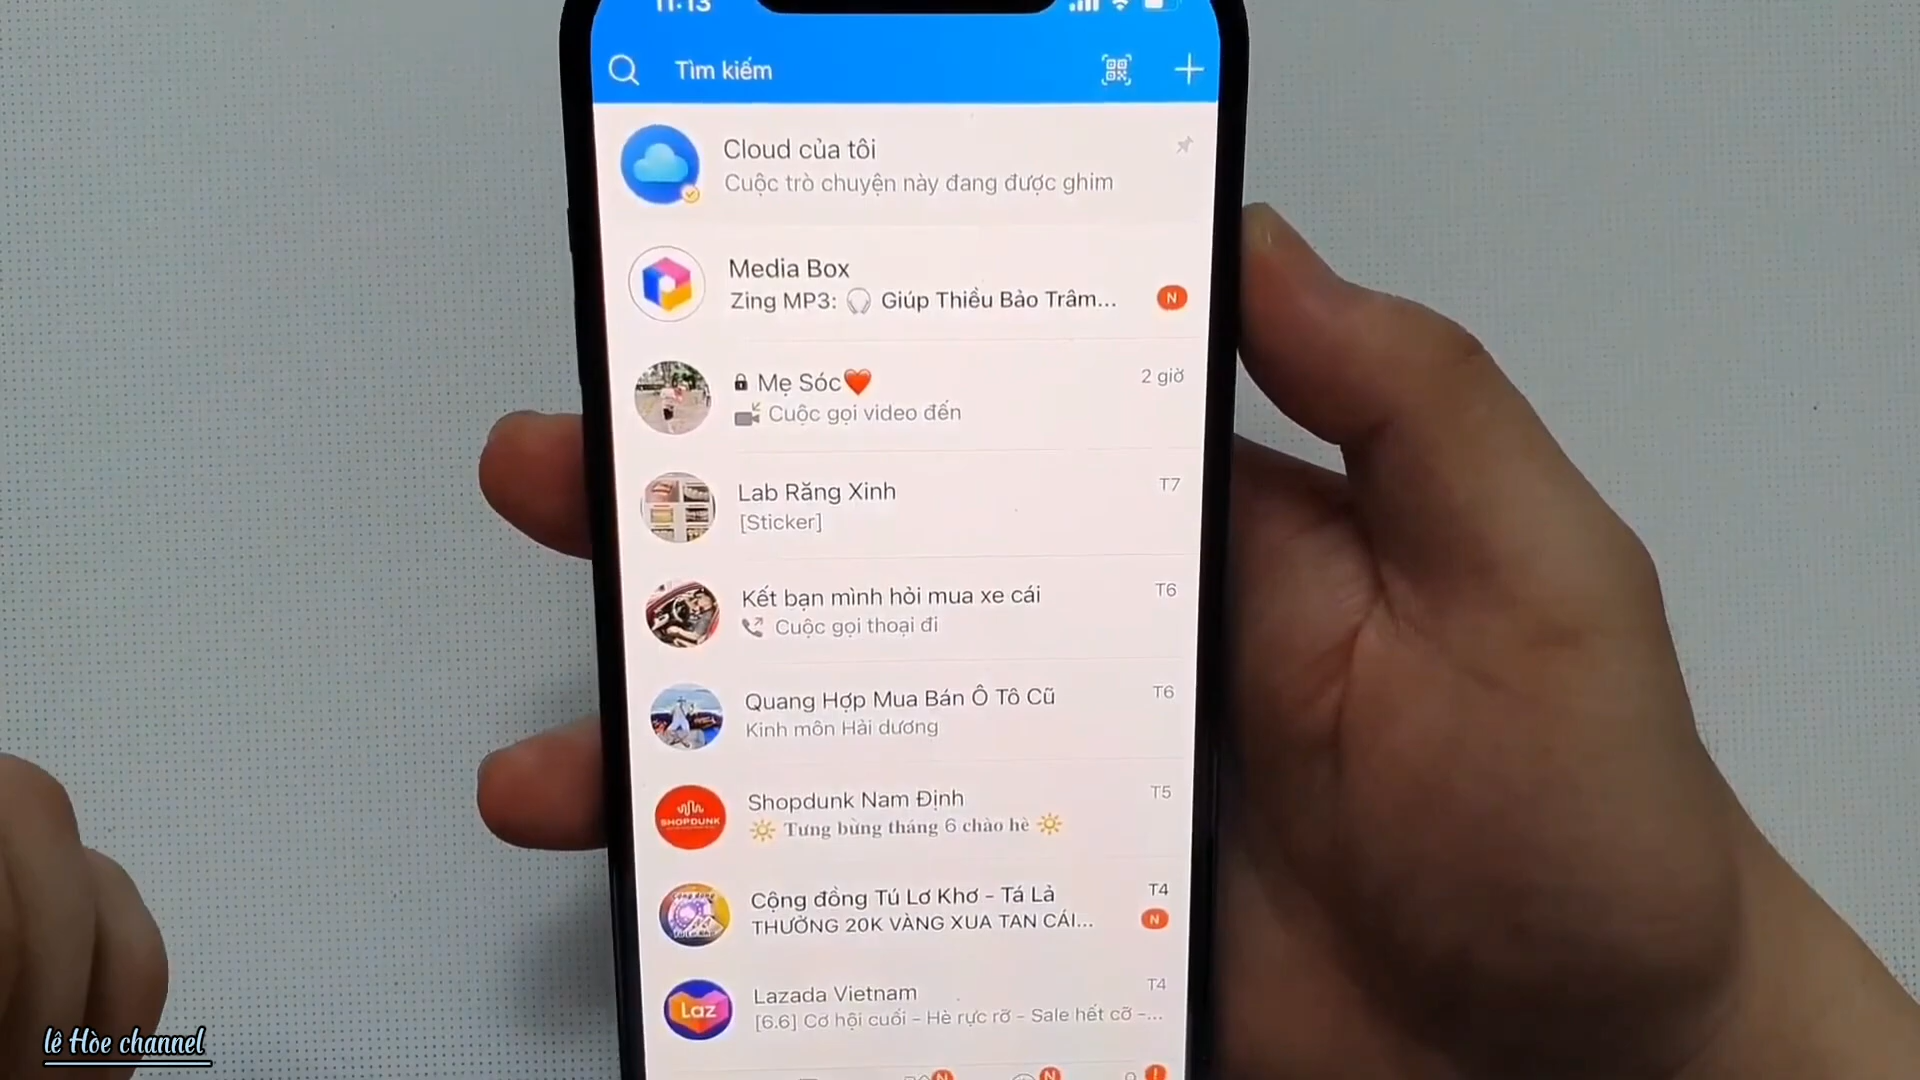 11:13
Tìm kiếm
Cloud của tôi
Cuộc trò chuyện này đang được ghim
Media Box
Zing MP3: 🎧 Giúp Thiều Bảo Trâm...
N
Mẹ Sóc❤️
2 giờ
Cuộc gọi video đến
Lab Răng Xinh
T7
[Sticker]
Kết bạn mình hỏi mua xe cái
T6
Cuộc gọi thoại đi
Quang Hợp Mua Bán Ô Tô Cũ
T6
Kinh môn Hải dương
SHOPDUNK
Shopdunk Nam Định
T5
🔆 Tưng bừng tháng 6 chào hè 🔆
Cộng đồng Tú Lơ Khơ - Tá Lả
T4
THƯỞNG 20K VÀNG XUA TAN CÁI...
N
Laz
Lazada Vietnam
T4
[6.6] Cơ hội cuối - Hè rực rỡ - Sale hết cỡ -...
N
N
lê Hòe channel